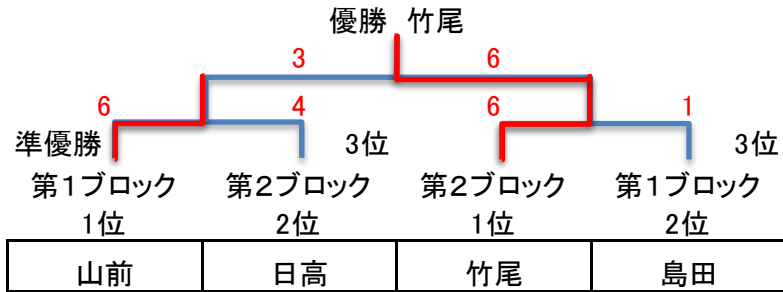 優勝 竹尾
3 6
6 4 6 1
準優勝 3位 3位
第1ブロック 第2ブロック 第2ブロック 第1ブロック
1位 2位 1位 2位
山前 日高 竹尾 島田